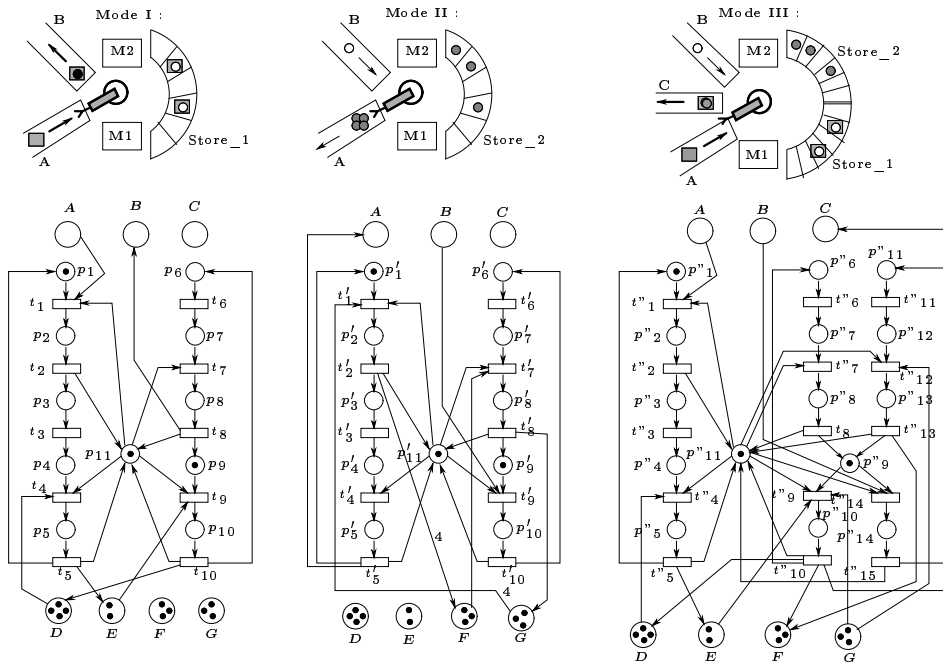 Mode I :
B
M2
M1
A
Store_1
Mode II :
B
M2
M1
A
Store_2
Mode III :
B
M2
Store_2
C
M1
A
Store_1
A
B
C
p1
p6
t1
t6
p2
p7
t2
t7
p3
p8
t3
t8
p4
p11
p9
t4
t9
p5
p10
t5
t10
D
E
F
G
A
B
C
p'1
p'6
t'1
t'6
p'2
p'7
t'2
t'7
p'3
p'8
t'3
t'8
p'4
p'11
p'9
t'4
t'9
p'5
4
p'10
t'5
t'10
4
D
E
F
G
A
B
C
p"1
p"6
p"11
t"1
t"6
t"11
p"2
p"7
p"12
t"2
t"7
t"12
p"3
p"8
p"13
t"3
t8
t"13
p"4
p"11
p"9
t"4
t"9
t"14
p"5
p"10
p"14
t"5
t"10
t"15
D
E
F
G